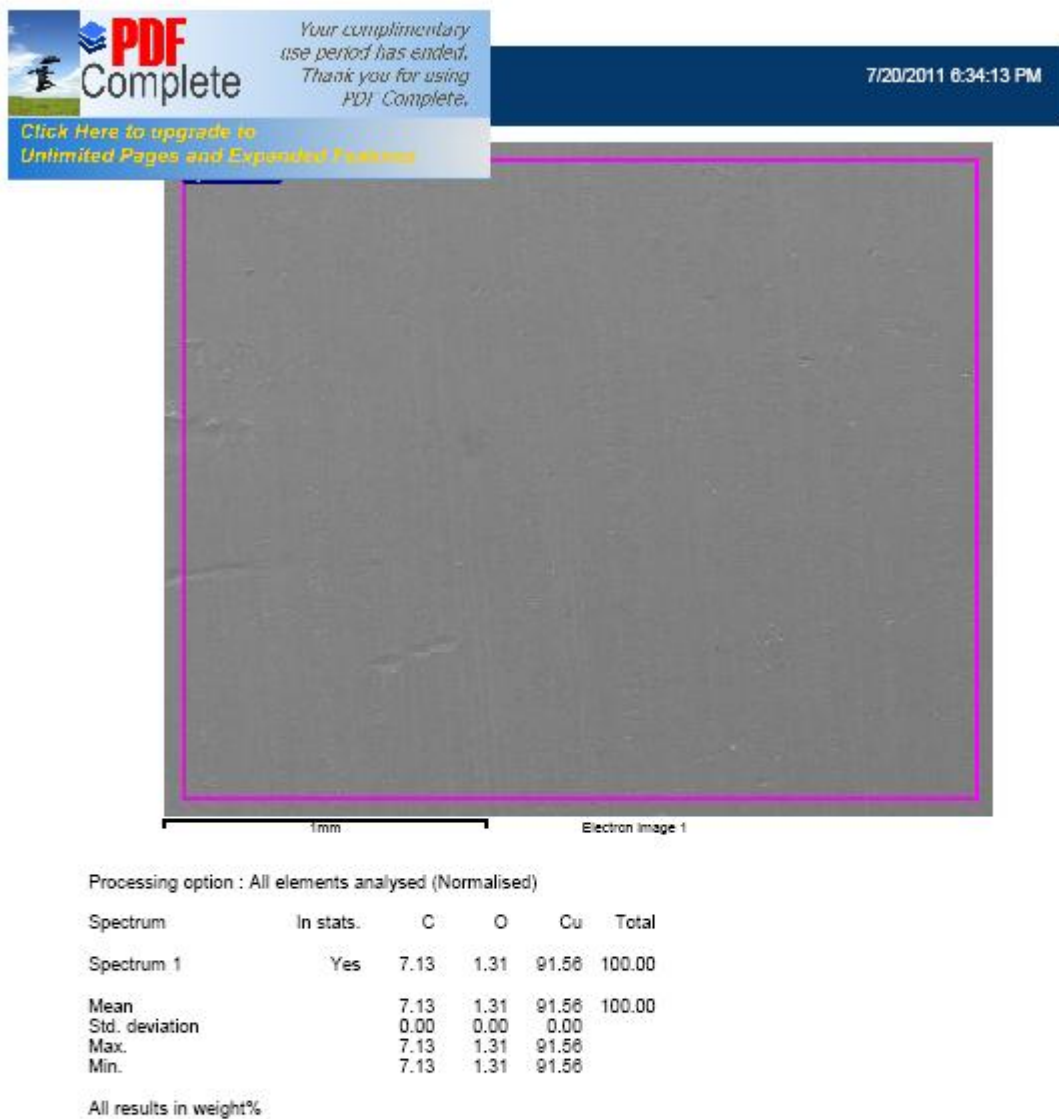 PDF
Complete
Your complimentary
use period has ended.
Thank you for using
PDF Complete.
Click Here to upgrade to
Unlimited Pages and Expanded Features
7/20/2011 6:34:13 PM
1mm
Electron Image 1
Processing option : All elements analysed (Normalised)
Spectrum In stats. C O Cu Total
Spectrum 1 Yes 7.13 1.31 91.56 100.00
Mean 7.13 1.31 91.56 100.00
Std. deviation 0.00 0.00 0.00
Max. 7.13 1.31 91.56
Min. 7.13 1.31 91.56
All results in weight%